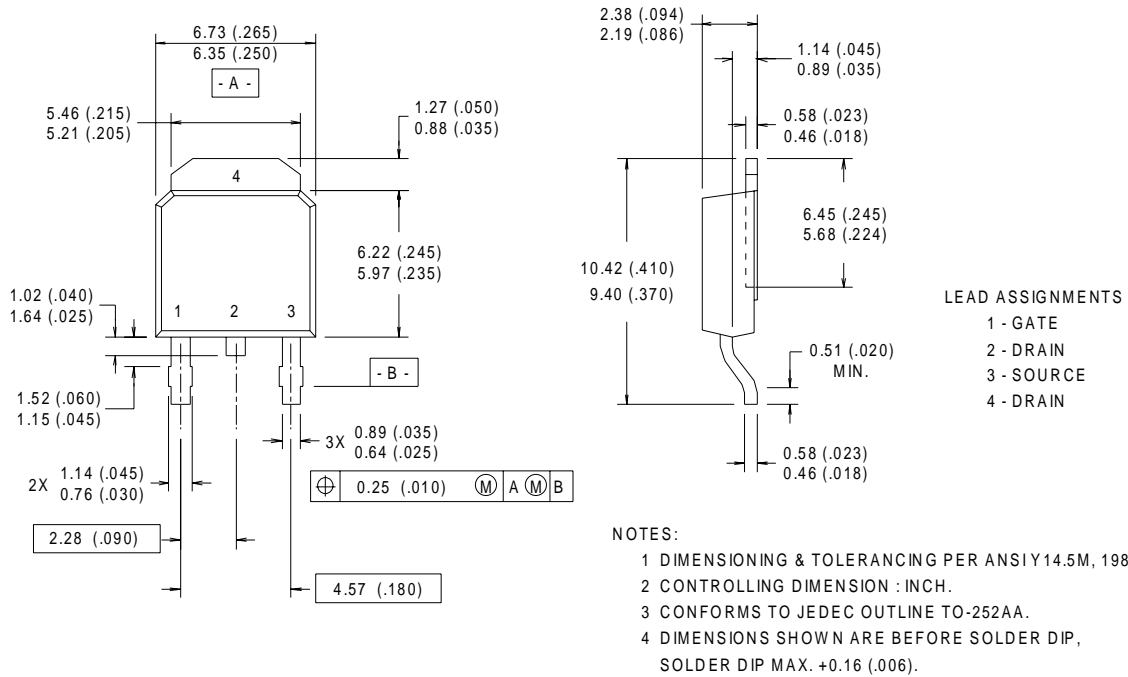 6.73 (.265)
6.35 (.250)
- A -
5.46 (.215)
5.21 (.205)
1.27 (.050)
0.88 (.035)
4
6.22 (.245)
5.97 (.235)
1.02 (.040)
1.64 (.025)
1 2 3
1.52 (.060)
1.15 (.045)
- B -
3X 0.89 (.035)
0.64 (.025)
2X 1.14 (.045)
0.76 (.030)
⌖ 0.25 (.010) Ⓜ A Ⓜ B
2.28 (.090)
4.57 (.180)
2.38 (.094)
2.19 (.086)
1.14 (.045)
0.89 (.035)
0.58 (.023)
0.46 (.018)
6.45 (.245)
5.68 (.224)
10.42 (.410)
9.40 (.370)
0.51 (.020)
MIN.
0.58 (.023)
0.46 (.018)
LEAD ASSIGNMENTS
1 - GATE
2 - DRAIN
3 - SOURCE
4 - DRAIN
NOTES:
1 DIMENSIONING & TOLERANCING PER ANSI Y14.5M, 198
2 CONTROLLING DIMENSION : INCH.
3 CONFORMS TO JEDEC OUTLINE TO-252AA.
4 DIMENSIONS SHOWN ARE BEFORE SOLDER DIP,
SOLDER DIP MAX. +0.16 (.006).